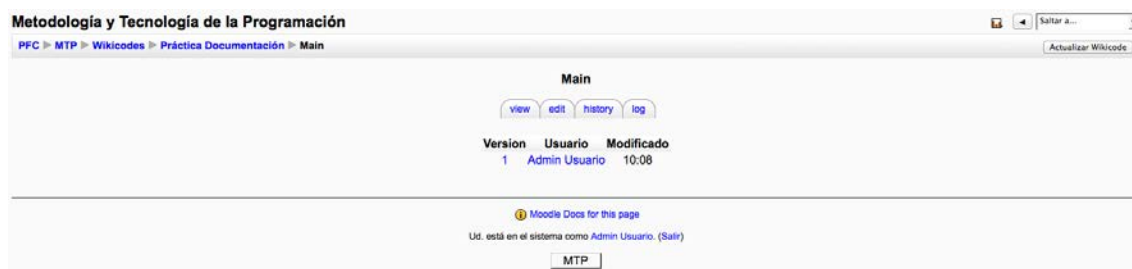 Metodología y Tecnología de la Programación
Saltar a...
PFC ▶ MTP ▶ Wikicodes ▶ Práctica Documentación ▶ Main
Actualizar Wikicode
Main
view edit history log
Version Usuario Modificado
1 Admin Usuario 10:08
Moodle Docs for this page
Ud. está en el sistema como Admin Usuario. (Salir)
MTP